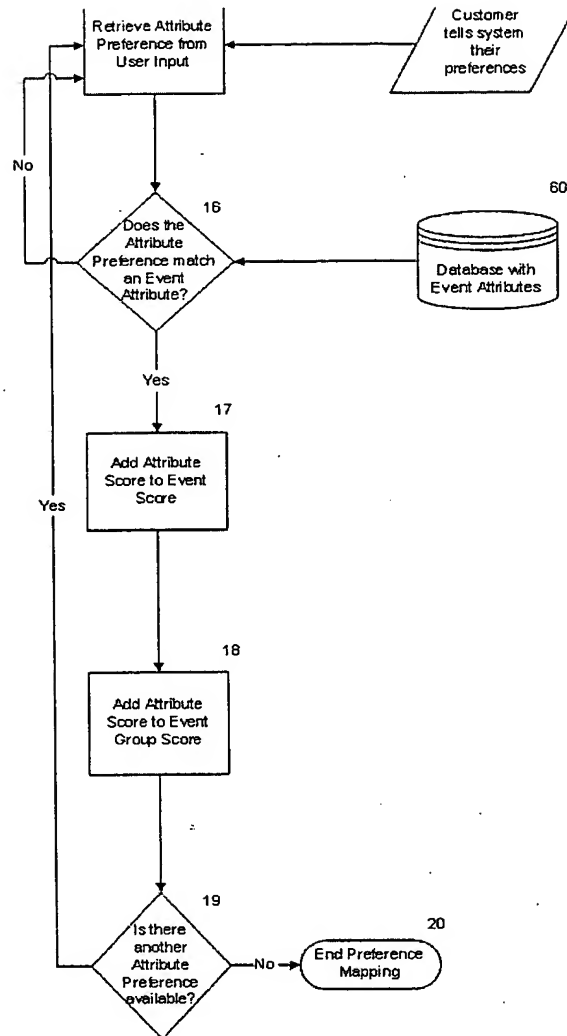 Retrieve Attribute
Preference from
User Input
Customer
tells system
their
preferences
No
16
Does the
Attribute
Preference match
an Event
Attribute?
60
Database with
Event Attributes
Yes
17
Add Attribute
Score to Event
Score
Yes
18
Add Attribute
Score to Event
Group Score
19
Is there
another
Attribute
Preference
available?
No
20
End Preference
Mapping